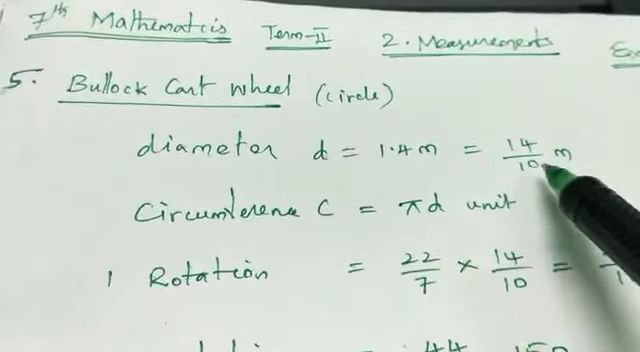 7th Mathematcis Term-II 2. Measurements
5. Bullock Cart wheel (circle)
diameter d = 1.4 m = 14/10 m
Circumference C = πd unit
1 Rotation = 22/7 × 14/10 =